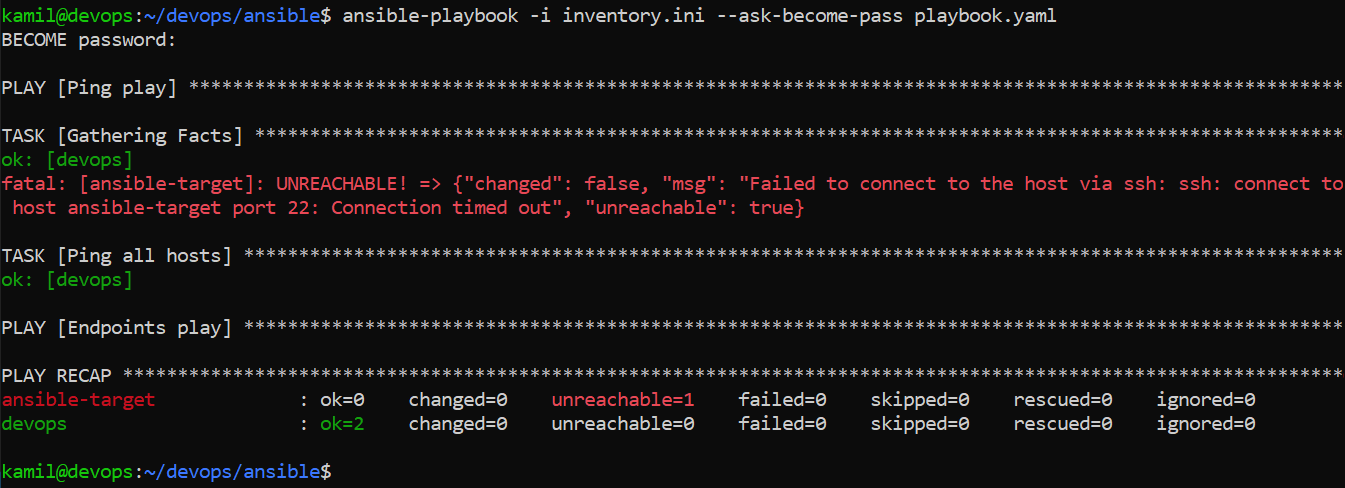 kamil@devops:~/devops/ansible$ ansible-playbook -i inventory.ini --ask-become-pass playbook.yaml
BECOME password:
PLAY [Ping play] *********************************************************************************************************
TASK [Gathering Facts] ***************************************************************************************************
ok: [devops]
fatal: [ansible-target]: UNREACHABLE! => {"changed": false, "msg": "Failed to connect to the host via ssh: ssh: connect to
host ansible-target port 22: Connection timed out", "unreachable": true}
TASK [Ping all hosts] ****************************************************************************************************
ok: [devops]
PLAY [Endpoints play] ****************************************************************************************************
PLAY RECAP ***************************************************************************************************************
ansible-target : ok=0 changed=0 unreachable=1 failed=0 skipped=0 rescued=0 ignored=0
devops : ok=2 changed=0 unreachable=0 failed=0 skipped=0 rescued=0 ignored=0
kamil@devops:~/devops/ansible$